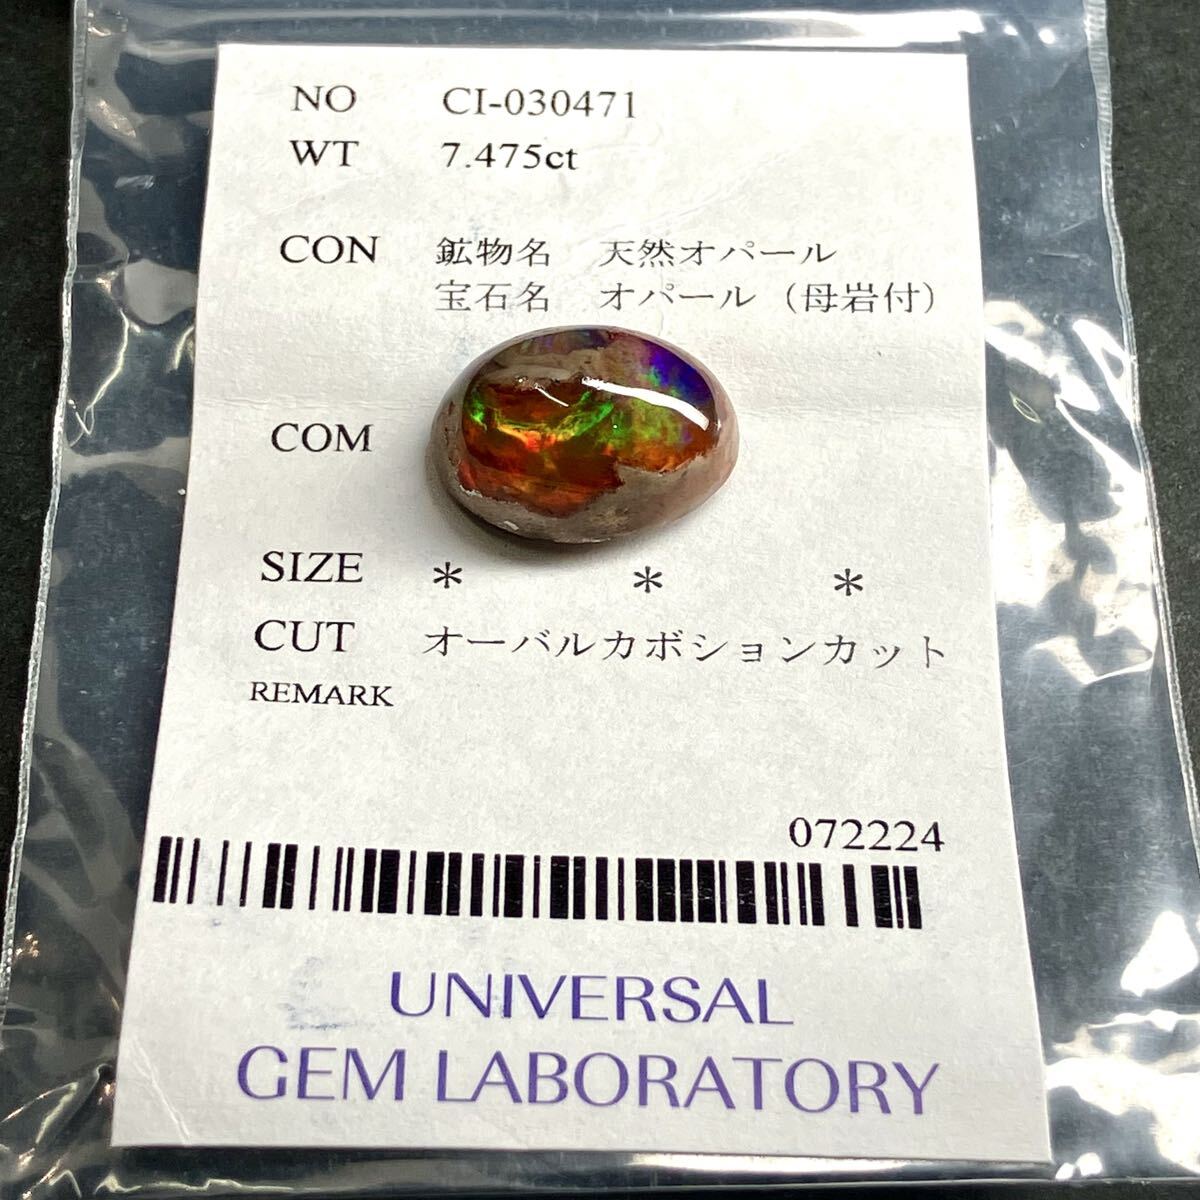 NO CI-030471
WT 7.475ct
CON 鉱物名 天然オパール
宝石名 オパール（母岩付）
COM
SIZE * * *
CUT オーバルカボションカット
REMARK
072224
UNIVERSAL
GEM LABORATORY